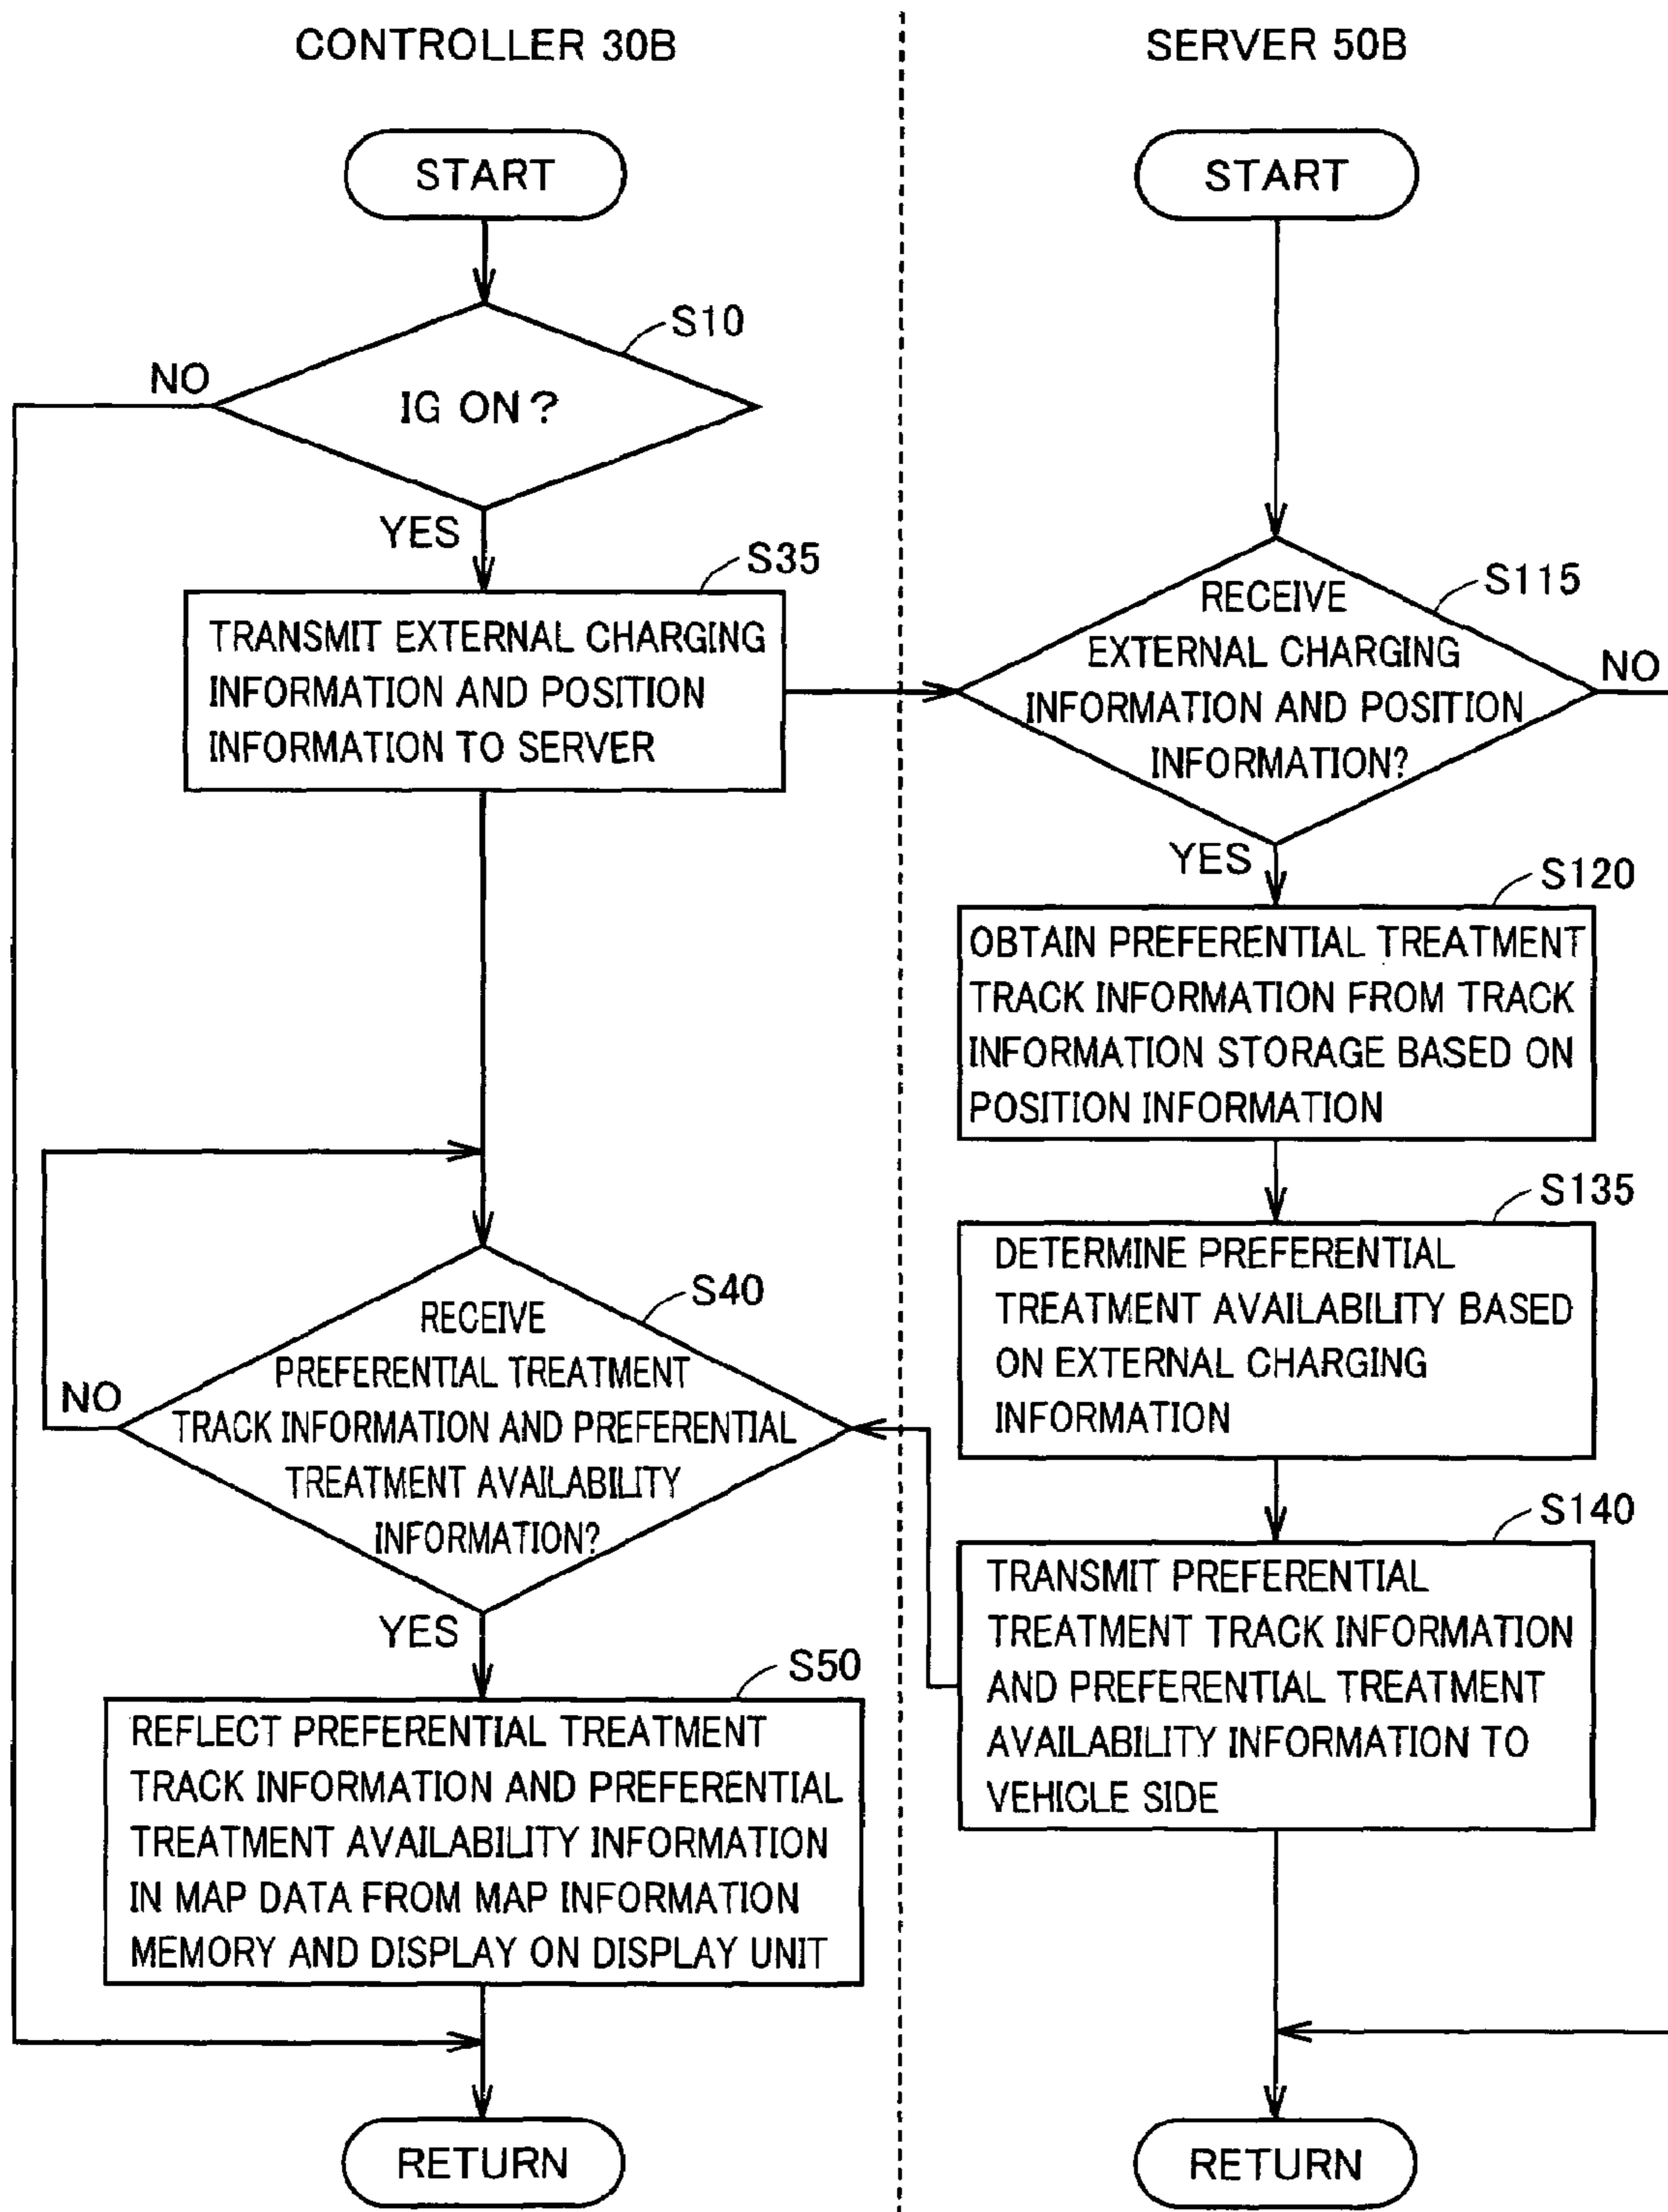 CONTROLLER 30B
START
S10
NO
IG ON?
YES
S35
TRANSMIT EXTERNAL CHARGING
INFORMATION AND POSITION
INFORMATION TO SERVER
S40
RECEIVE
PREFERENTIAL TREATMENT
NO
TRACK INFORMATION AND PREFERENTIAL
TREATMENT AVAILABILITY
INFORMATION?
YES
S50
REFLECT PREFERENTIAL TREATMENT
TRACK INFORMATION AND PREFERENTIAL
TREATMENT AVAILABILITY INFORMATION
IN MAP DATA FROM MAP INFORMATION
MEMORY AND DISPLAY ON DISPLAY UNIT
RETURN
SERVER 50B
START
S115
RECEIVE
EXTERNAL CHARGING
NO
INFORMATION AND POSITION
INFORMATION?
YES
S120
OBTAIN PREFERENTIAL TREATMENT
TRACK INFORMATION FROM TRACK
INFORMATION STORAGE BASED ON
POSITION INFORMATION
S135
DETERMINE PREFERENTIAL
TREATMENT AVAILABILITY BASED
ON EXTERNAL CHARGING
INFORMATION
S140
TRANSMIT PREFERENTIAL
TREATMENT TRACK INFORMATION
AND PREFERENTIAL TREATMENT
AVAILABILITY INFORMATION TO
VEHICLE SIDE
RETURN